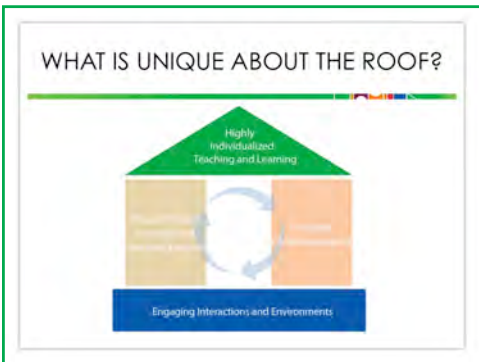 WHAT IS UNIQUE ABOUT THE ROOF?
Highly
Individualized
Teaching and Learning
Engaging Interactions and Environments